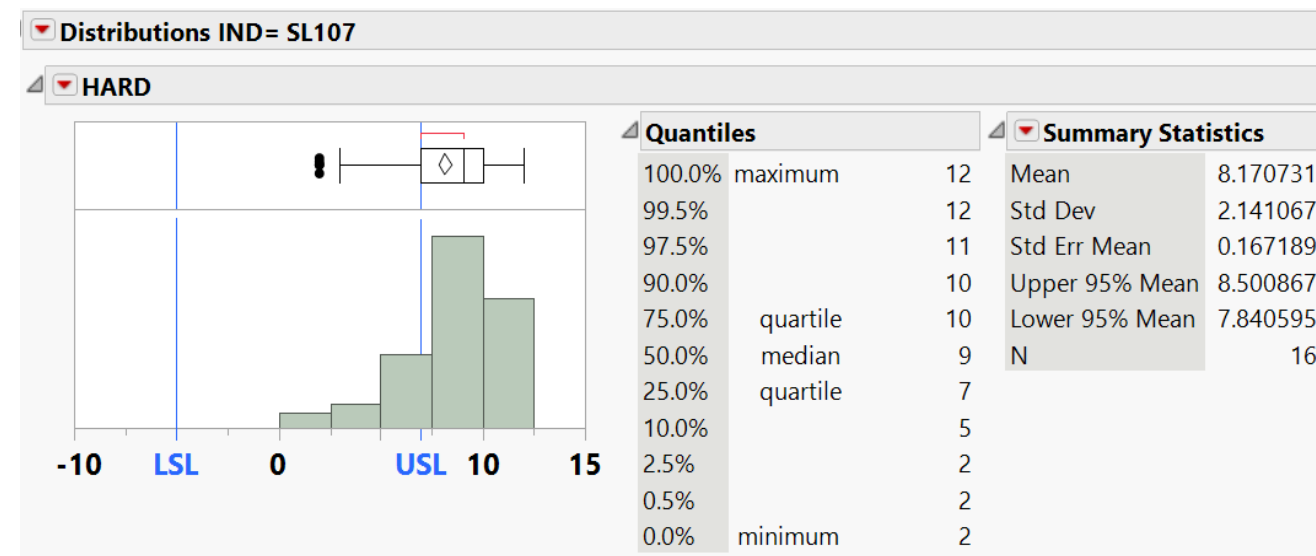 Distributions IND= SL107
HARD
-10 LSL 0 USL 10 15
Quantiles
100.0% maximum 12
99.5% 12
97.5% 11
90.0% 10
75.0% quartile 10
50.0% median 9
25.0% quartile 7
10.0% 5
2.5% 2
0.5% 2
0.0% minimum 2
Summary Statistics
Mean 8.170731
Std Dev 2.141067
Std Err Mean 0.167189
Upper 95% Mean 8.500867
Lower 95% Mean 7.840595
N 16